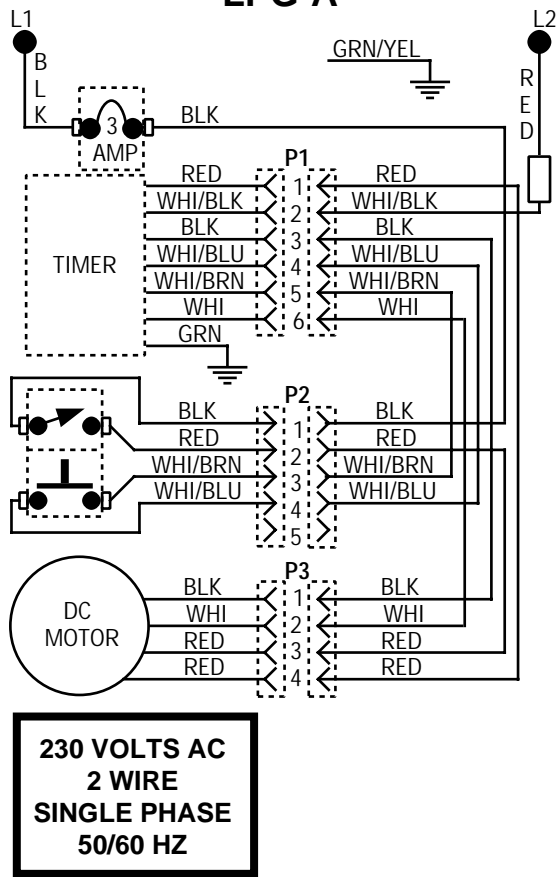 L1
L2
GRN/YEL
B
L
K
R
E
D
3
AMP
BLK
P1
TIMER
RED 1 RED
WHI/BLK 2 WHI/BLK
BLK 3 BLK
WHI/BLU 4 WHI/BLU
WHI/BRN 5 WHI/BRN
WHI 6 WHI
GRN
P2
BLK 1 BLK
RED 2 RED
WHI/BRN 3 WHI/BRN
WHI/BLU 4 WHI/BLU
5
P3
DC
MOTOR
BLK 1 BLK
WHI 2 WHI
RED 3 RED
RED 4 RED
230 VOLTS AC
2 WIRE
SINGLE PHASE
50/60 HZ